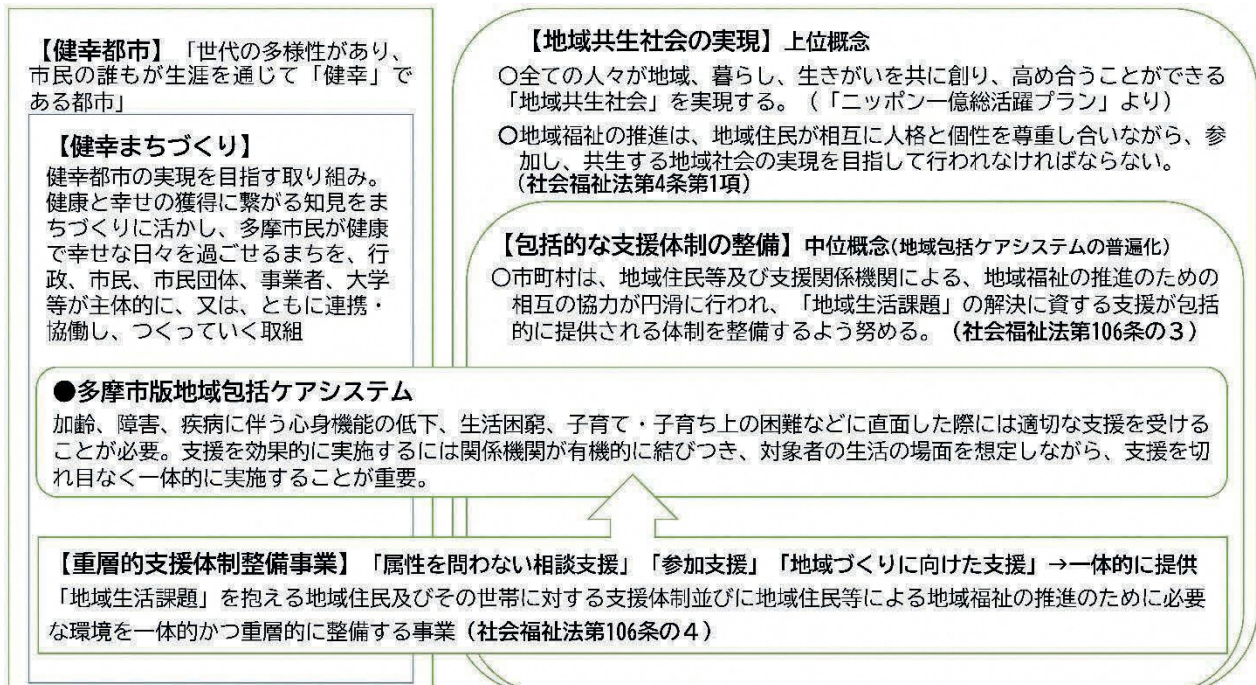 【健幸都市】「世代の多様性があり、
市民の誰もが生涯を通じて「健幸」で
ある都市」
【健幸まちづくり】
健幸都市の実現を目指す取り組み。
健康と幸せの獲得に繋がる知見をま
ちづくりに活かし、多摩市民が健康
で幸せな日々を過ごせるまちを、行
政、市民、市民団体、事業者、大学
等が主体的に、又は、ともに連携・
協働し、つくっていく取組
【地域共生社会の実現】上位概念
○全ての人々が地域、暮らし、生きがいを共に創り、高め合うことができる
「地域共生社会」を実現する。（「ニッポン一億総活躍プラン」より）
○地域福祉の推進は、地域住民が相互に人格と個性を尊重し合いながら、参
加し、共生する地域社会の実現を目指して行われなければならない。
（社会福祉法第4条第1項）
【包括的な支援体制の整備】中位概念(地域包括ケアシステムの普遍化)
○市町村は、地域住民等及び支援関係機関による、地域福祉の推進のための
相互の協力が円滑に行われ、「地域生活課題」の解決に資する支援が包括
的に提供される体制を整備するよう努める。（社会福祉法第106条の３）
●多摩市版地域包括ケアシステム
加齢、障害、疾病に伴う心身機能の低下、生活困窮、子育て・子育ち上の困難などに直面した際には適切な支援を受ける
ことが必要。支援を効果的に実施するには関係機関が有機的に結びつき、対象者の生活の場面を想定しながら、支援を切
れ目なく一体的に実施することが重要。
【重層的支援体制整備事業】「属性を問わない相談支援」「参加支援」「地域づくりに向けた支援」→一体的に提供
「地域生活課題」を抱える地域住民及びその世帯に対する支援体制並びに地域住民等による地域福祉の推進のために必要
な環境を一体的かつ重層的に整備する事業（社会福祉法第106条の４）